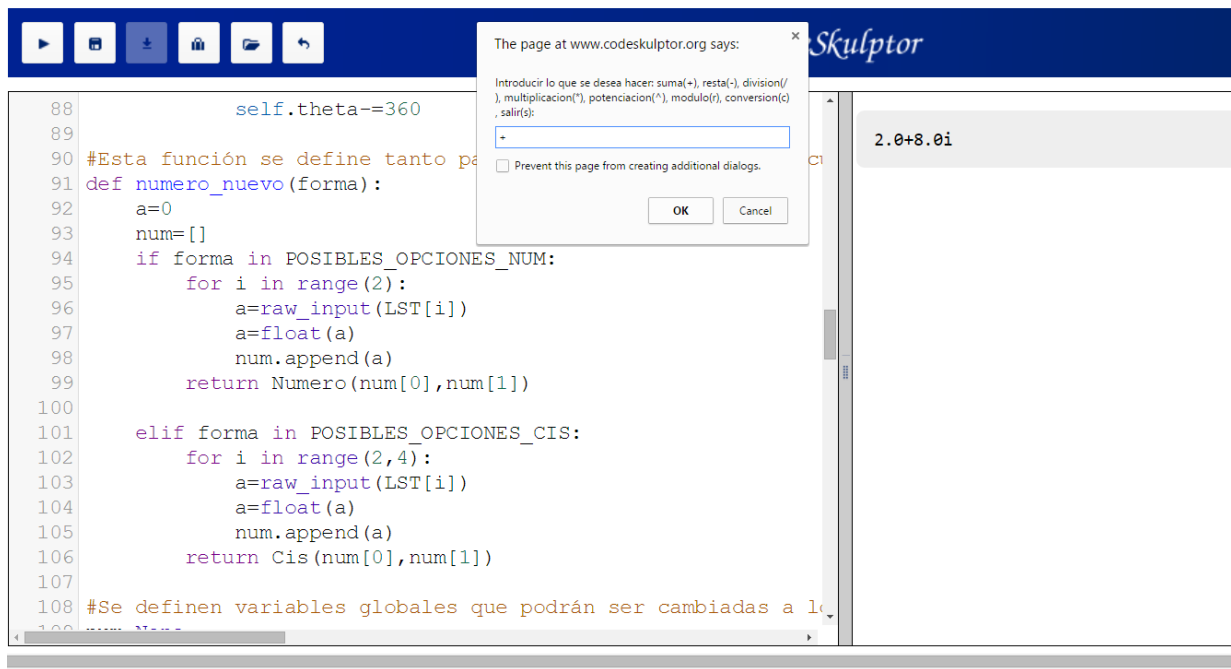 Skulptor
The page at www.codeskulptor.org says:
×
Introducir lo que se desea hacer: suma(+), resta(-), division(/
), multiplicacion(*), potenciacion(^), modulo(r), conversion(c)
, salir(s):
+
Prevent this page from creating additional dialogs.
OK Cancel
88 self.theta-=360
89
90 #Esta función se define tanto
91 def numero_nuevo(forma):
92 a=0
93 num=[]
94 if forma in POSIBLES_OPCIONES_NUM:
95 for i in range(2):
96 a=raw_input(LST[i])
97 a=float(a)
98 num.append(a)
99 return Numero(num[0],num[1])
100
101 elif forma in POSIBLES_OPCIONES_CIS:
102 for i in range(2,4):
103 a=raw_input(LST[i])
104 a=float(a)
105 num.append(a)
106 return Cis(num[0],num[1])
107
108 #Se definen variables globales que podrán ser cambiadas a
2.0+8.0i